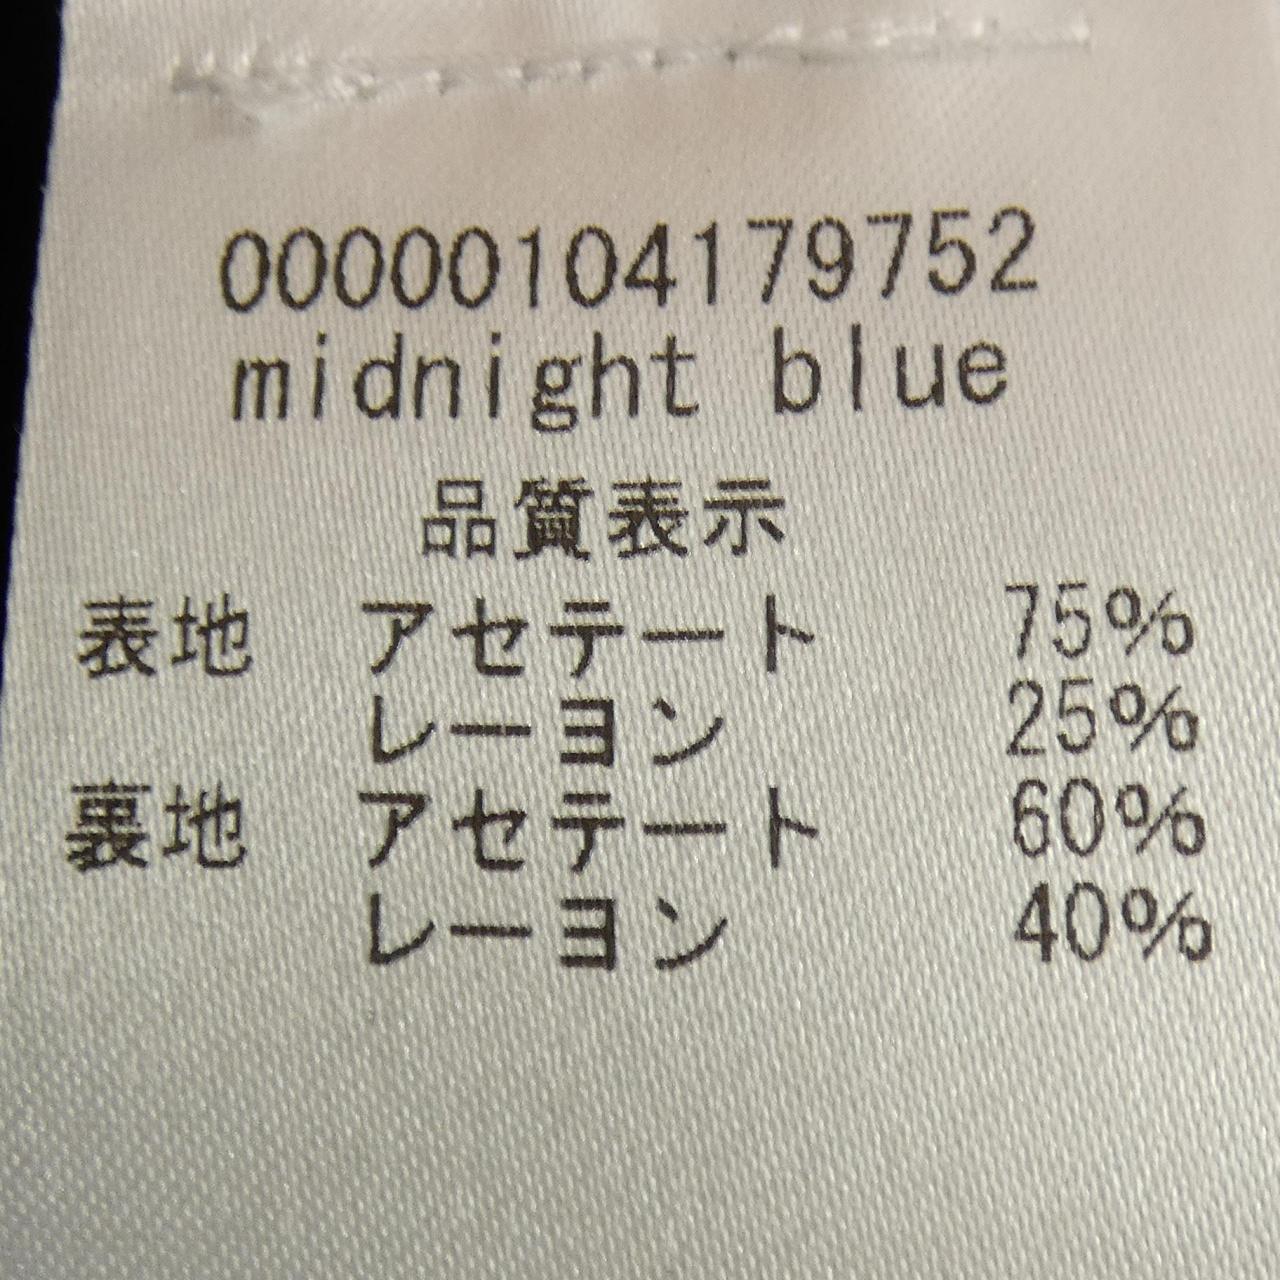 00000104179752
midnight blue
品質表示
表地 アセテート 75%
レーヨン 25%
裏地 アセテート 60%
レーヨン 40%